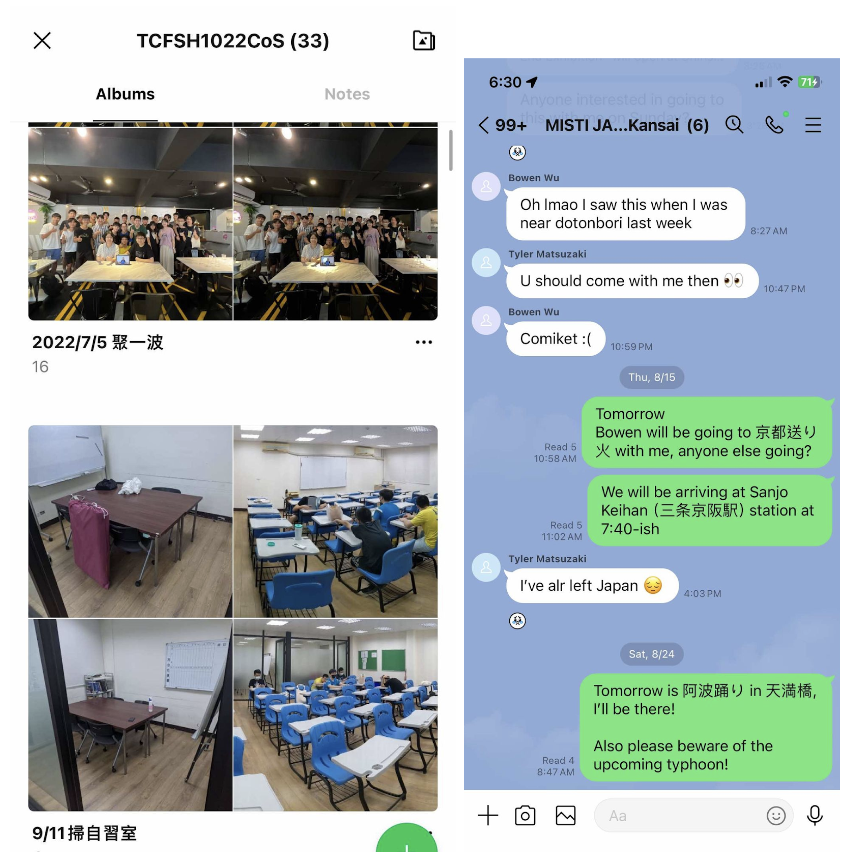 TCFSH1022CoS (33)
Albums
Notes
2022/7/5 聚一波
16
9/11掃自習室
6:30
71
Anyone interested in going to
99+
MISTI JA...Kansai (6)
Bowen Wu
Oh lmao I saw this when I was
near dotonbori last week
8:27 AM
Tyler Matsuzaki
U should come with me then 👀
10:47 PM
Bowen Wu
Comiket :(
10:59 PM
Thu, 8/15
Tomorrow
Bowen will be going to 京都送り
火 with me, anyone else going?
Read 5
10:58 AM
We will be arriving at Sanjo
Keihan (三条京阪駅) station at
7:40-ish
Read 5
11:02 AM
Tyler Matsuzaki
I've alr left Japan 😔
4:03 PM
Sat, 8/24
Tomorrow is 阿波踊り in 天満橋,
I'll be there!
Also please beware of the
upcoming typhoon!
Read 4
8:47 AM
Aa